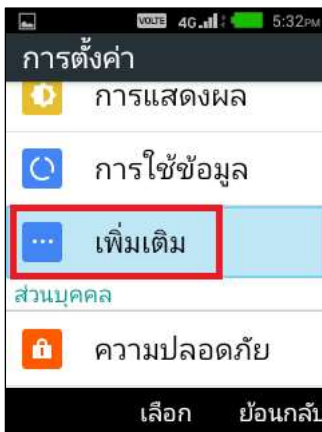 VOLTE 4G 5:32PM
การตั้งค่า
การแสดงผล
การใช้ข้อมูล
เพิ่มเติม
ส่วนบุคคล
ความปลอดภัย
เลือก ย้อนกลับ